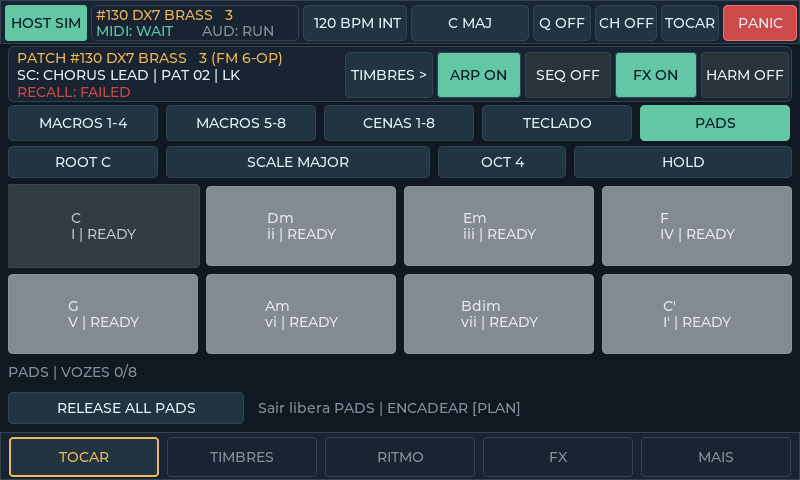 HOST SIM
#130 DX7 BRASS   3
MIDI: WAIT   AUD: RUN
120 BPM INT
C MAJ
Q OFF
CH OFF
TOCAR
PANIC
PATCH #130 DX7 BRASS   3 (FM 6-OP)
SC: CHORUS LEAD | PAT 02 | LK
RECALL: FAILED
TIMBRES >
ARP ON
SEQ OFF
FX ON
HARM OFF
MACROS 1-4
MACROS 5-8
CENAS 1-8
TECLADO
PADS
ROOT C
SCALE MAJOR
OCT 4
HOLD
C
I | READY
Dm
ii | READY
Em
iii | READY
F
IV | READY
G
V | READY
Am
vi | READY
Bdim
vii | READY
C'
I' | READY
PADS | VOZES 0/8
RELEASE ALL PADS
Sair libera PADS | ENCADEAR [PLAN]
TOCAR
TIMBRES
RITMO
FX
MAIS